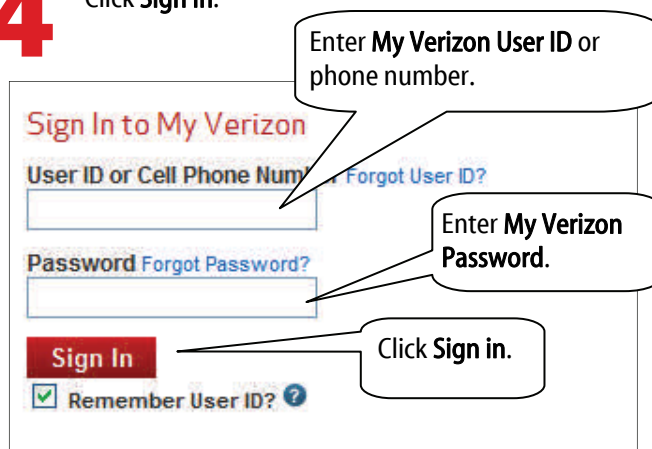 4
Click Sign in.
Enter My Verizon User ID or
phone number.
Sign In to My Verizon
User ID or Cell Phone Forgot User ID?
Enter My Verizon
Password.
Password Forgot Password?
Click Sign in.
Sign In
Remember User ID? ?